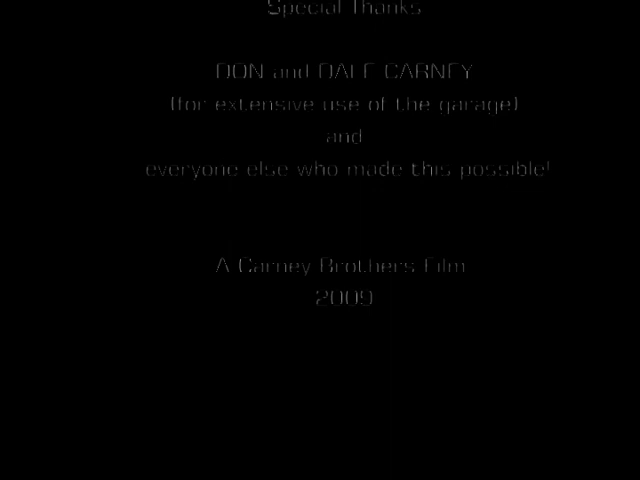 Special Thanks
DON and DALE CARNEY
(for extensive use of the garage)
and
everyone else who made this possible!
A Carney Brothers Film
2009